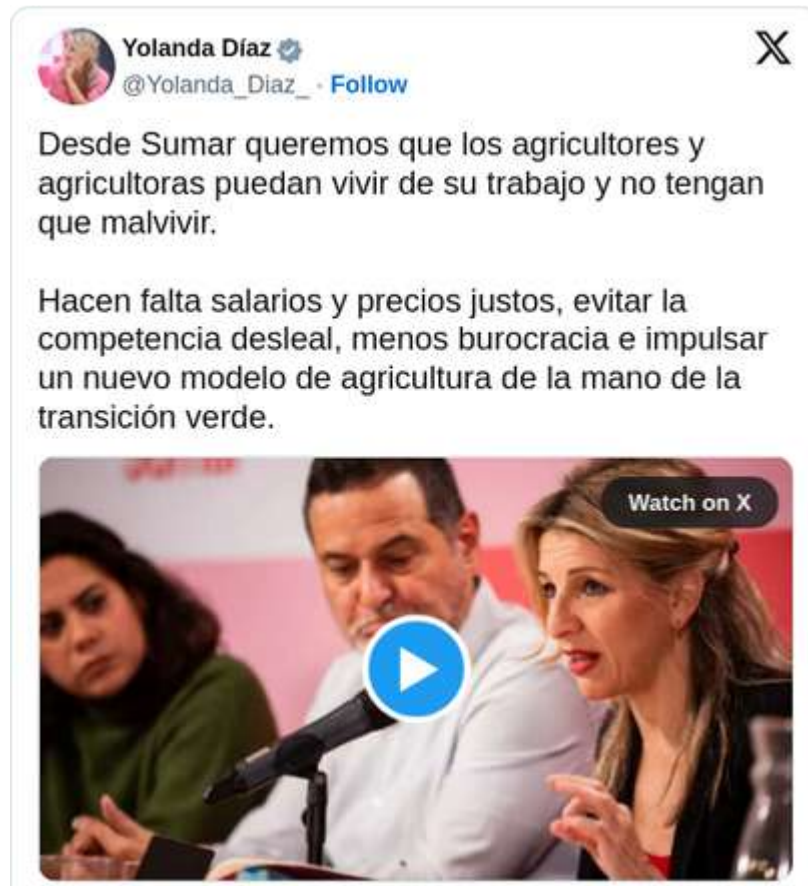 Yolanda Díaz
@Yolanda_Diaz_ · Follow
Desde Sumar queremos que los agricultores y
agricultoras puedan vivir de su trabajo y no tengan
que malvivir.
Hacen falta salarios y precios justos, evitar la
competencia desleal, menos burocracia e impulsar
un nuevo modelo de agricultura de la mano de la
transición verde.
Watch on X